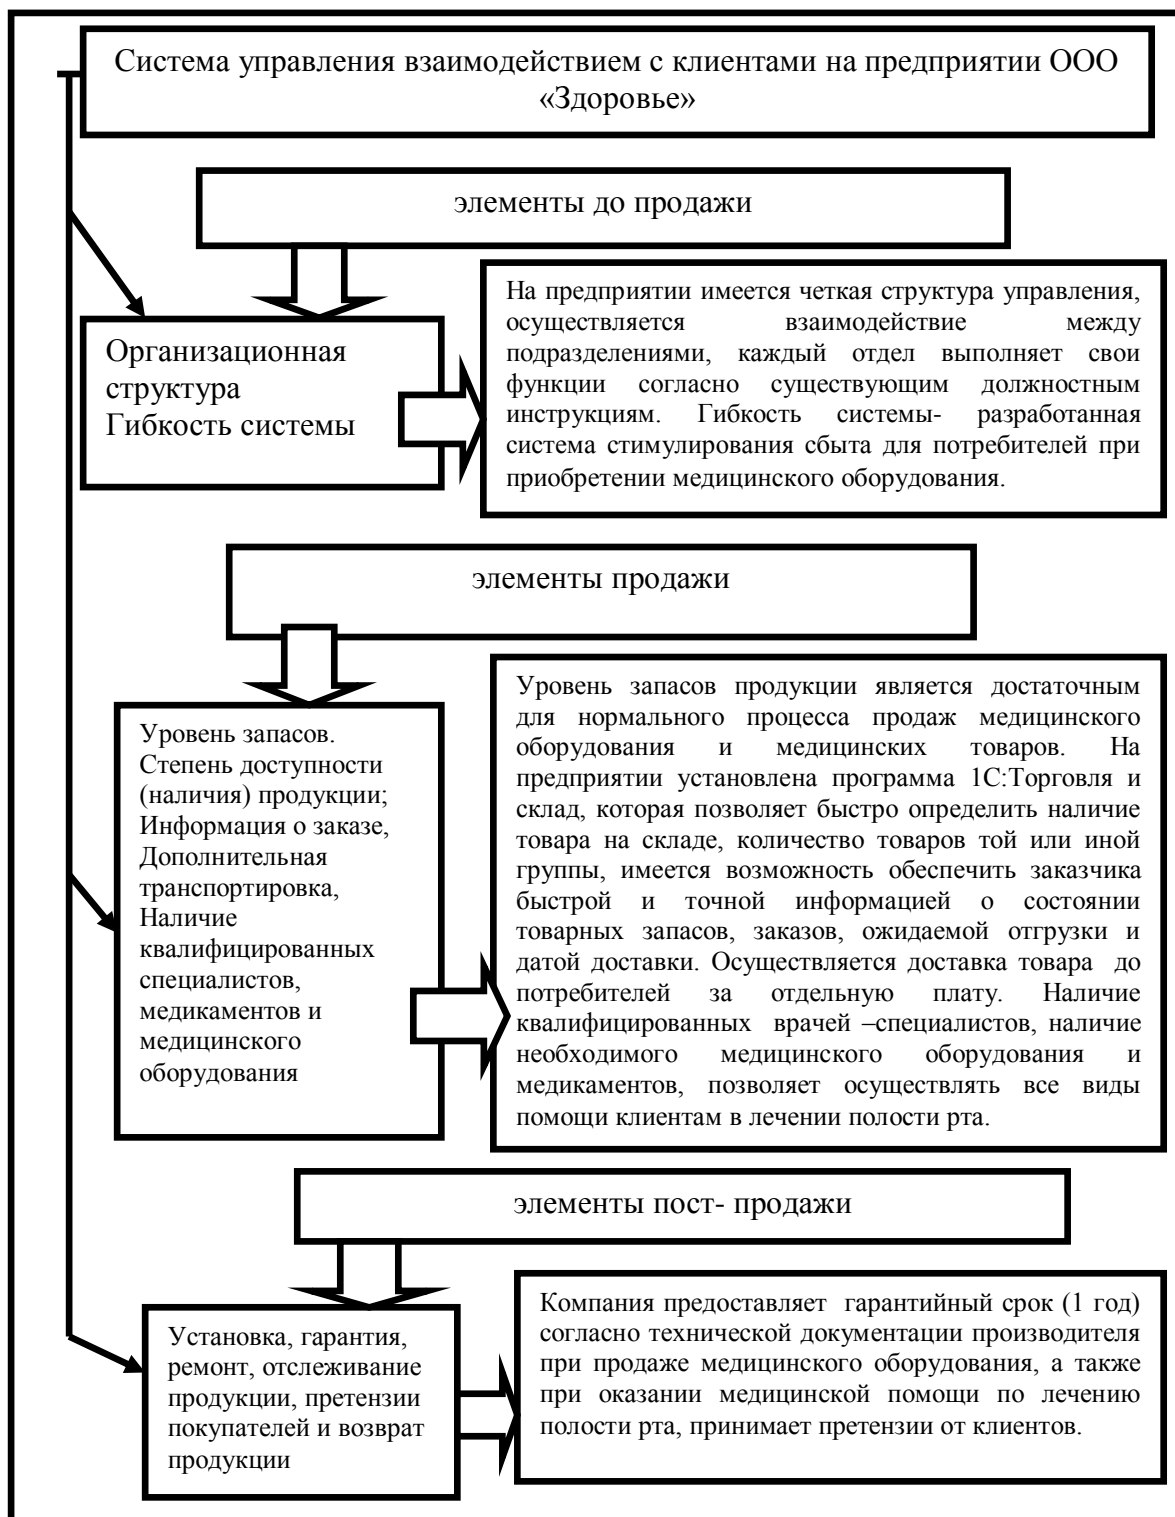 Система управления взаимодействием с клиентами на предприятии ООО
«Здоровье»
элементы до продажи
Организационная
структура
Гибкость системы
На предприятии имеется четкая структура управления,
осуществляется взаимодействие между
подразделениями, каждый отдел выполняет свои
функции согласно существующим должностным
инструкциям. Гибкость системы- разработанная
система стимулирования сбыта для потребителей при
приобретении медицинского оборудования.
элементы продажи
Уровень запасов.
Степень доступности
(наличия) продукции;
Информация о заказе,
Дополнительная
транспортировка,
Наличие
квалифицированных
специалистов,
медикаментов и
медицинского
оборудования
Уровень запасов продукции является достаточным
для нормального процесса продаж медицинского
оборудования и медицинских товаров. На
предприятии установлена программа 1С:Торговля и
склад, которая позволяет быстро определить наличие
товара на складе, количество товаров той или иной
группы, имеется возможность обеспечить заказчика
быстрой и точной информацией о состоянии
товарных запасов, заказов, ожидаемой отгрузки и
датой доставки. Осуществляется доставка товара до
потребителей за отдельную плату. Наличие
квалифицированных врачей –специалистов, наличие
необходимого медицинского оборудования и
медикаментов, позволяет осуществлять все виды
помощи клиентам в лечении полости рта.
элементы пост- продажи
Установка, гарантия,
ремонт, отслеживание
продукции, претензии
покупателей и возврат
продукции
Компания предоставляет гарантийный срок (1 год)
согласно технической документации производителя
при продаже медицинского оборудования, а также
при оказании медицинской помощи по лечению
полости рта, принимает претензии от клиентов.